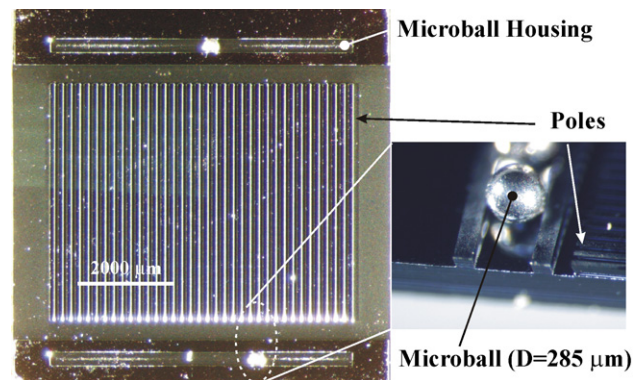 Microball Housing
Poles
2000 μm
Microball (D=285 μm)